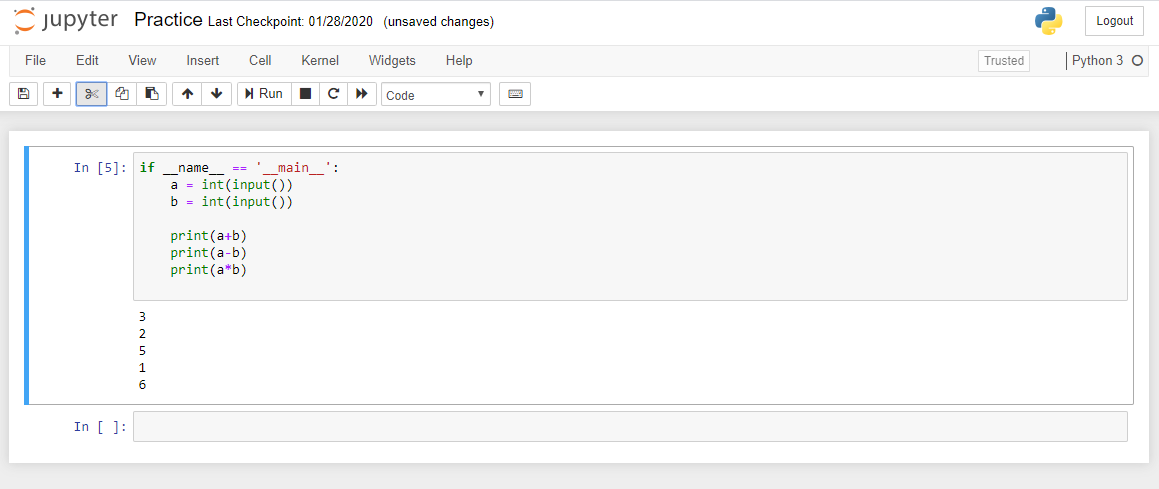 jupyter Practice Last Checkpoint: 01/28/2020 (unsaved changes) Logout
File Edit View Insert Cell Kernel Widgets Help Trusted Python 3
Run Code
In [5]: if __name__ == '__main__':
    a = int(input())
    b = int(input())
    print(a+b)
    print(a-b)
    print(a*b)
3
2
5
1
6
In [ ]: